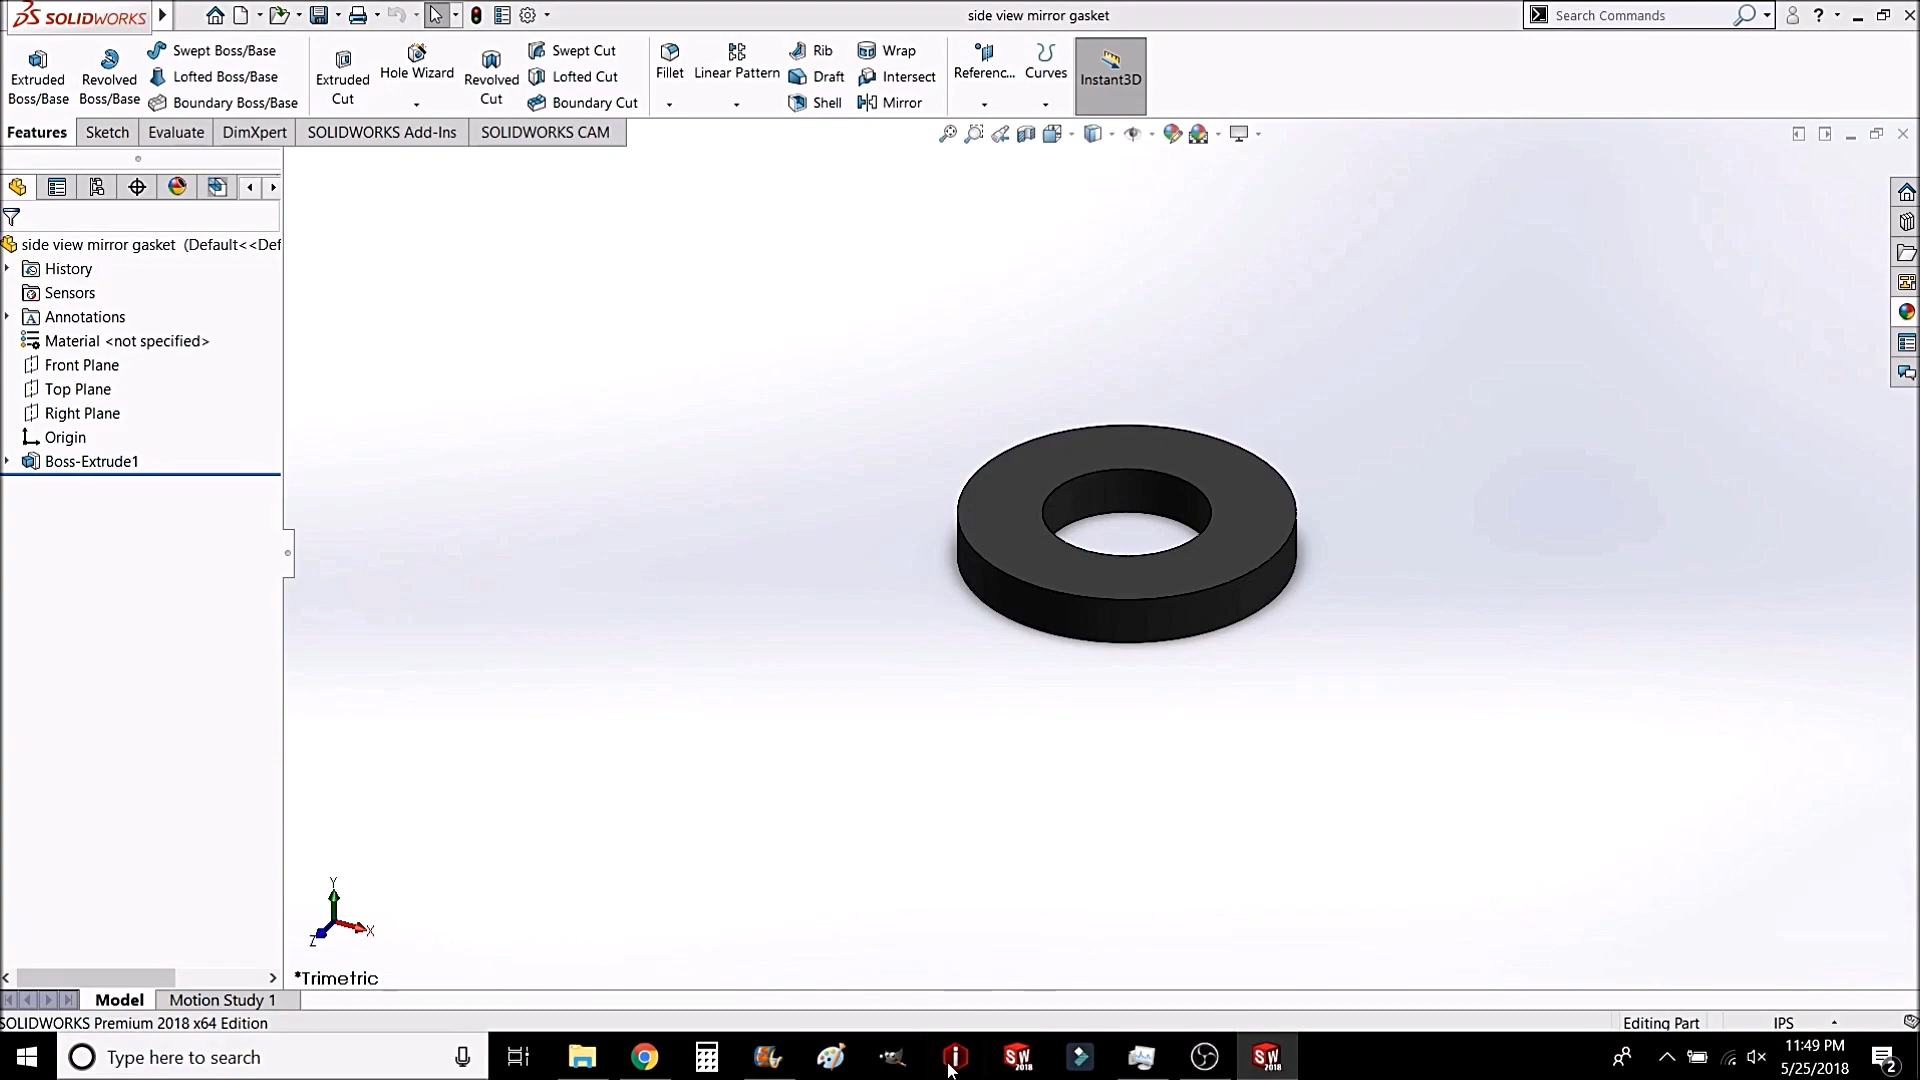 SOLIDWORKS
side view mirror gasket
Search Commands
Extruded Boss/Base
Revolved Boss/Base
Swept Boss/Base
Lofted Boss/Base
Boundary Boss/Base
Extruded Cut
Hole Wizard
Revolved Cut
Swept Cut
Lofted Cut
Boundary Cut
Fillet
Linear Pattern
Rib
Draft
Shell
Wrap
Intersect
Mirror
Referenc...
Curves
Instant3D
Features
Sketch
Evaluate
DimXpert
SOLIDWORKS Add-Ins
SOLIDWORKS CAM
side view mirror gasket (Default<<Def
History
Sensors
Annotations
Material <not specified>
Front Plane
Top Plane
Right Plane
Origin
Boss-Extrude1
Y
X
Z
*Trimetric
Model
Motion Study 1
SOLIDWORKS Premium 2018 x64 Edition
Editing Part
IPS
Type here to search
SW
2018
SW
2018
11:49 PM
5/25/2018
2